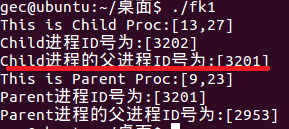 gec@ubuntu:~/桌面$ ./fk1
This is Child Proc:[13,27]
Child进程ID号为:[3202]
Child进程的父进程ID号为:[3201]
This is Parent Proc:[9,23]
Parent进程ID号为:[3201]
Parent进程的父进程ID号为:[2953]